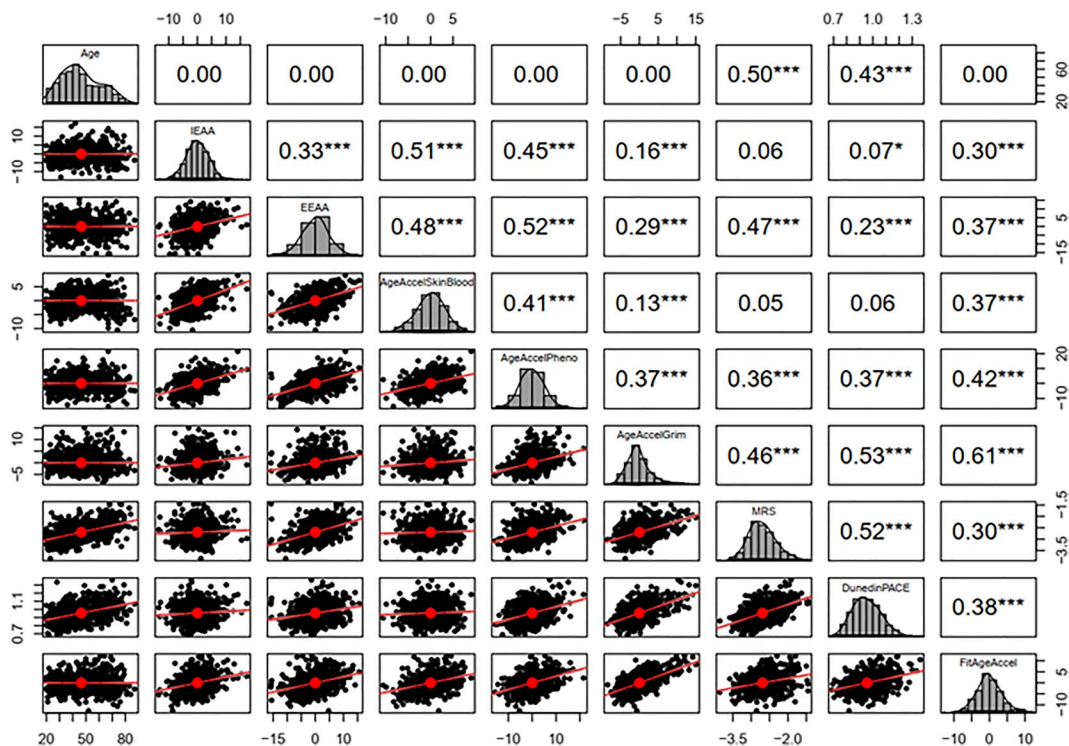 −10 0 10 −10 0 5 −5 5 15 0.7 1.0 1.3
Age 0.00 0.00 0.00 0.00 0.00 0.50*** 0.43*** 0.00 20 60
−10 10 IEAA 0.33*** 0.51*** 0.45*** 0.16*** 0.06 0.07* 0.30***
EEAA 0.48*** 0.52*** 0.29*** 0.47*** 0.23*** 0.37*** −15 5
−10 5 AgeAccelSkinBlood 0.41*** 0.13*** 0.05 0.06 0.37***
AgeAccelPheno 0.37*** 0.36*** 0.37*** 0.42*** −10 20
−5 10 AgeAccelGrim 0.46*** 0.53*** 0.61***
MRS 0.52*** 0.30*** −3.5 −1.5
0.7 1.1 DunedinPACE 0.38***
FitAgeAccel −10 5
20 50 80 −15 0 10 −10 10 −3.5 −2.0 −10 0 10